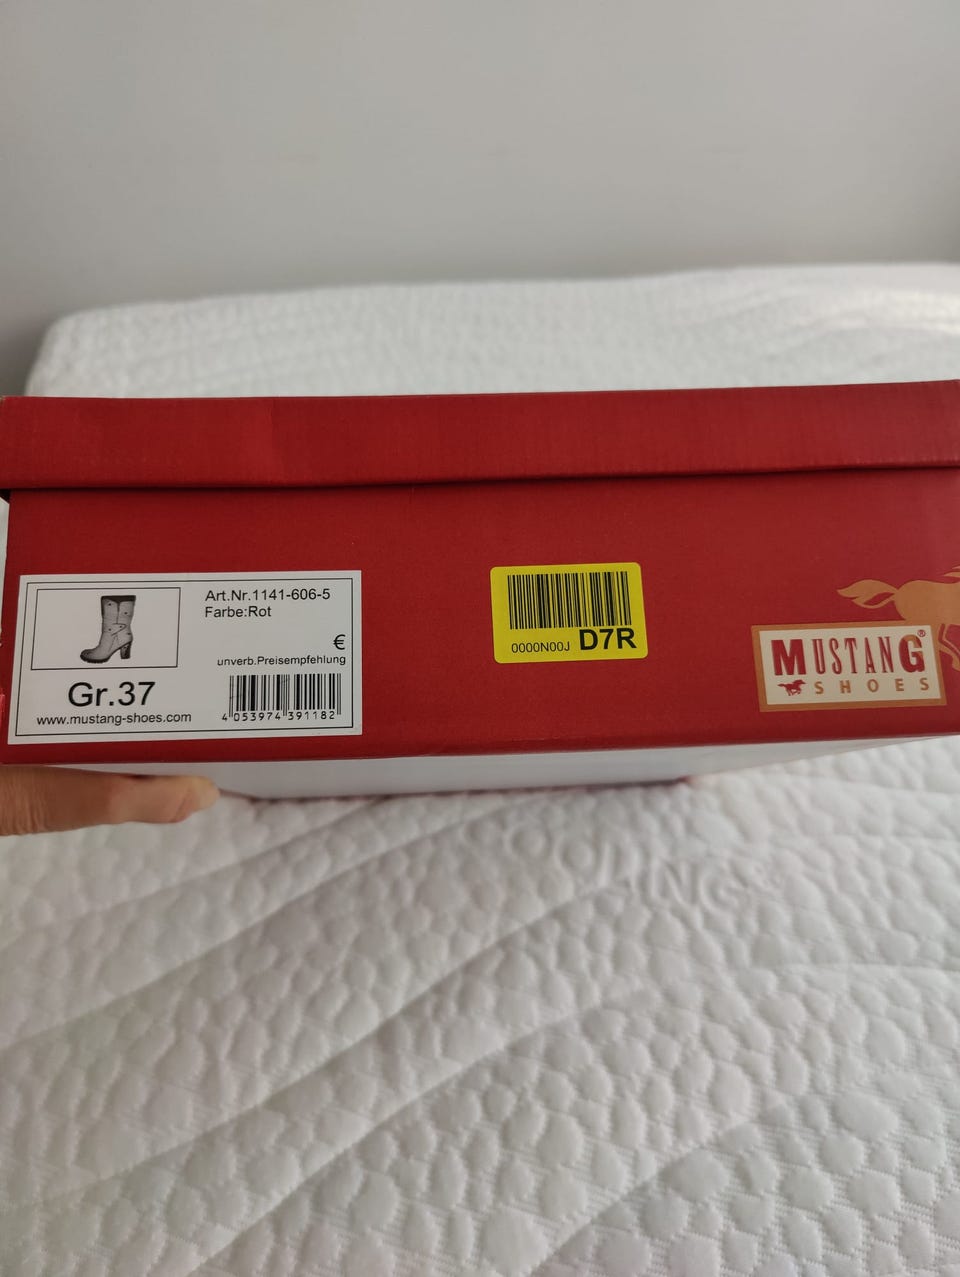 Art.Nr.1141-606-5
Farbe:Rot
€
unverb.Preisempfehlung
Gr.37
www.mustang-shoes.com
4 053974 391182
0000N00J D7R
MUSTANG®
SHOES
COOLING